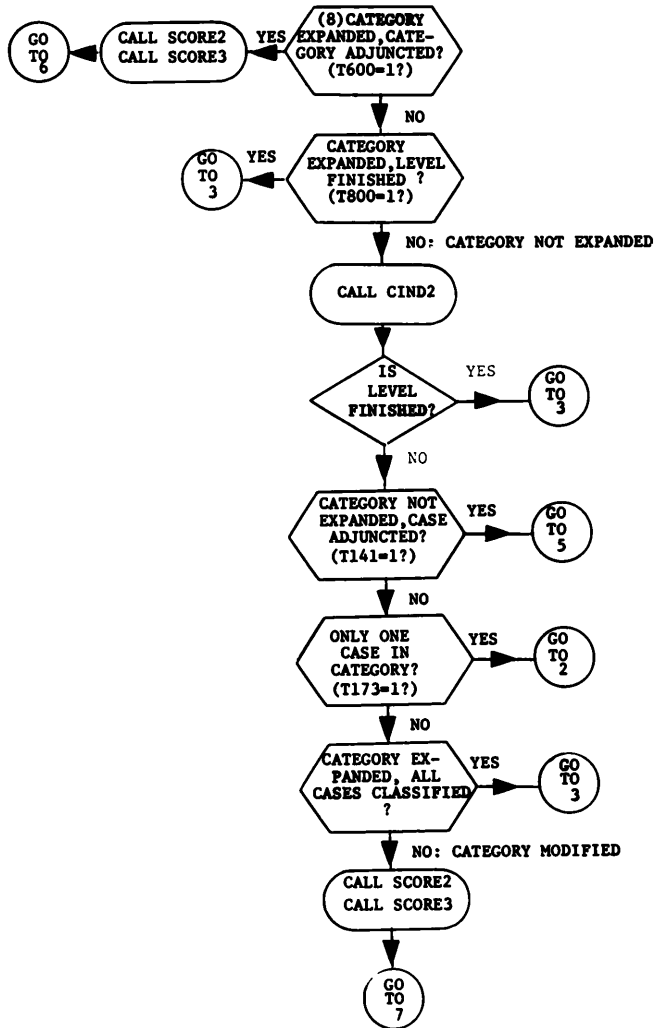 (8)CATEGORY
EXPANDED,CATE-
GORY ADJUNCTED?
(T600=1?)
YES
CALL SCORE2
CALL SCORE3
GO
TO
6
NO
CATEGORY
EXPANDED,LEVEL
FINISHED ?
(T800=1?)
YES
GO
TO
3
NO: CATEGORY NOT EXPANDED
CALL CIND2
IS
LEVEL
FINISHED?
YES
GO
TO
3
NO
CATEGORY NOT
EXPANDED,CASE
ADJUNCTED?
(T141=1?)
YES
GO
TO
5
NO
ONLY ONE
CASE IN
CATEGORY?
(T173=1?)
YES
GO
TO
2
NO
CATEGORY EX-
PANDED, ALL
CASES CLASSIFIED
?
YES
GO
TO
3
NO: CATEGORY MODIFIED
CALL SCORE2
CALL SCORE3
GO
TO
7